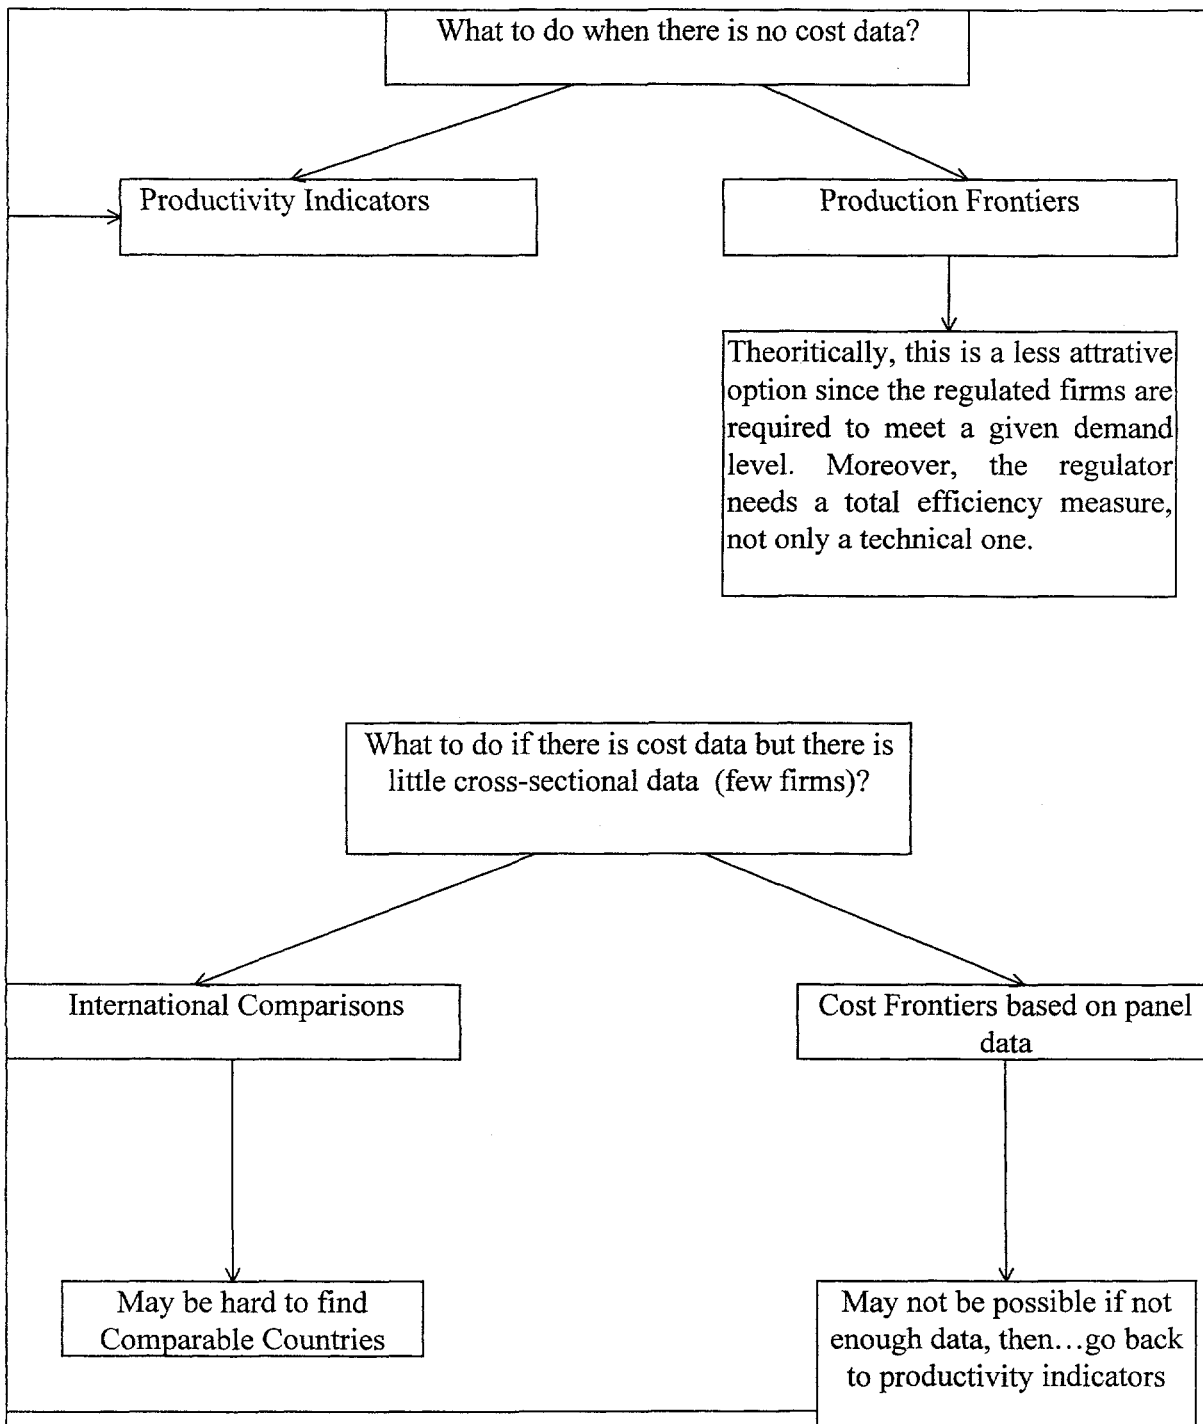 What to do when there is no cost data?
Productivity Indicators
Production Frontiers
Theoritically, this is a less attrative
option since the regulated firms are
required to meet a given demand
level. Moreover, the regulator
needs a total efficiency measure,
not only a technical one.
What to do if there is cost data but there is
little cross-sectional data (few firms)?
International Comparisons
Cost Frontiers based on panel
data
May be hard to find
Comparable Countries
May not be possible if not
enough data, then…go back
to productivity indicators